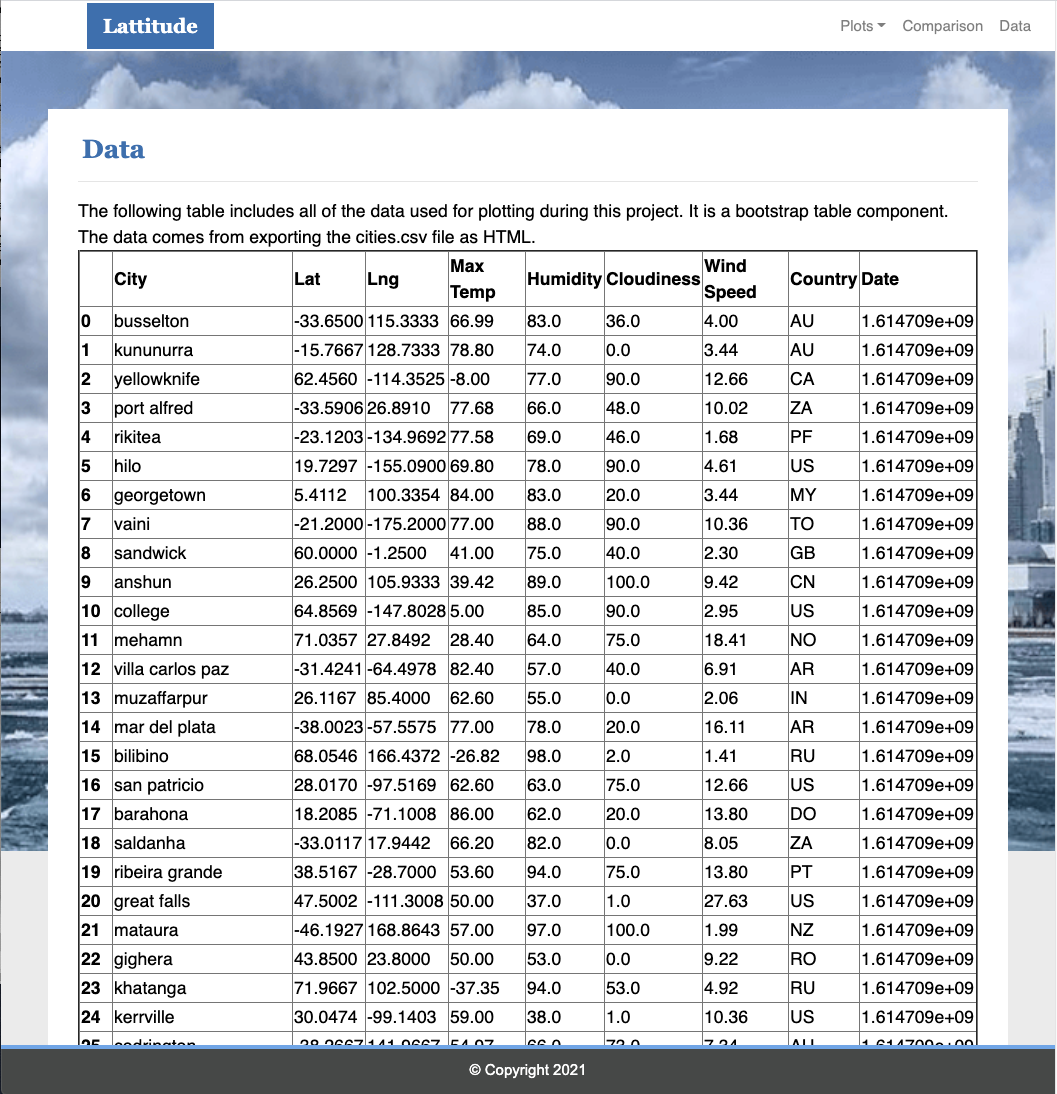 Lattitude
Plots Comparison Data
Data
The following table includes all of the data used for plotting during this project. It is a bootstrap table component.
The data comes from exporting the cities.csv file as HTML.
City Lat Lng Max Temp Humidity Cloudiness Wind Speed Country Date
0 busselton -33.6500 115.3333 66.99 83.0 36.0 4.00 AU 1.614709e+09
1 kununurra -15.7667 128.7333 78.80 74.0 0.0 3.44 AU 1.614709e+09
2 yellowknife 62.4560 -114.3525 -8.00 77.0 90.0 12.66 CA 1.614709e+09
3 port alfred -33.5906 26.8910 77.68 66.0 48.0 10.02 ZA 1.614709e+09
4 rikitea -23.1203 -134.9692 77.58 69.0 46.0 1.68 PF 1.614709e+09
5 hilo 19.7297 -155.0900 69.80 78.0 90.0 4.61 US 1.614709e+09
6 georgetown 5.4112 100.3354 84.00 83.0 20.0 3.44 MY 1.614709e+09
7 vaini -21.2000 -175.2000 77.00 88.0 90.0 10.36 TO 1.614709e+09
8 sandwick 60.0000 -1.2500 41.00 75.0 40.0 2.30 GB 1.614709e+09
9 anshun 26.2500 105.9333 39.42 89.0 100.0 9.42 CN 1.614709e+09
10 college 64.8569 -147.8028 5.00 85.0 90.0 2.95 US 1.614709e+09
11 mehamn 71.0357 27.8492 28.40 64.0 75.0 18.41 NO 1.614709e+09
12 villa carlos paz -31.4241 -64.4978 82.40 57.0 40.0 6.91 AR 1.614709e+09
13 muzaffarpur 26.1167 85.4000 62.60 55.0 0.0 2.06 IN 1.614709e+09
14 mar del plata -38.0023 -57.5575 77.00 78.0 20.0 16.11 AR 1.614709e+09
15 bilibino 68.0546 166.4372 -26.82 98.0 2.0 1.41 RU 1.614709e+09
16 san patricio 28.0170 -97.5169 62.60 63.0 75.0 12.66 US 1.614709e+09
17 barahona 18.2085 -71.1008 86.00 62.0 20.0 13.80 DO 1.614709e+09
18 saldanha -33.0117 17.9442 66.20 82.0 0.0 8.05 ZA 1.614709e+09
19 ribeira grande 38.5167 -28.7000 53.60 94.0 75.0 13.80 PT 1.614709e+09
20 great falls 47.5002 -111.3008 50.00 37.0 1.0 27.63 US 1.614709e+09
21 mataura -46.1927 168.8643 57.00 97.0 100.0 1.99 NZ 1.614709e+09
22 gighera 43.8500 23.8000 50.00 53.0 0.0 9.22 RO 1.614709e+09
23 khatanga 71.9667 102.5000 -37.35 94.0 53.0 4.92 RU 1.614709e+09
24 kerrville 30.0474 -99.1403 59.00 38.0 1.0 10.36 US 1.614709e+09
© Copyright 2021